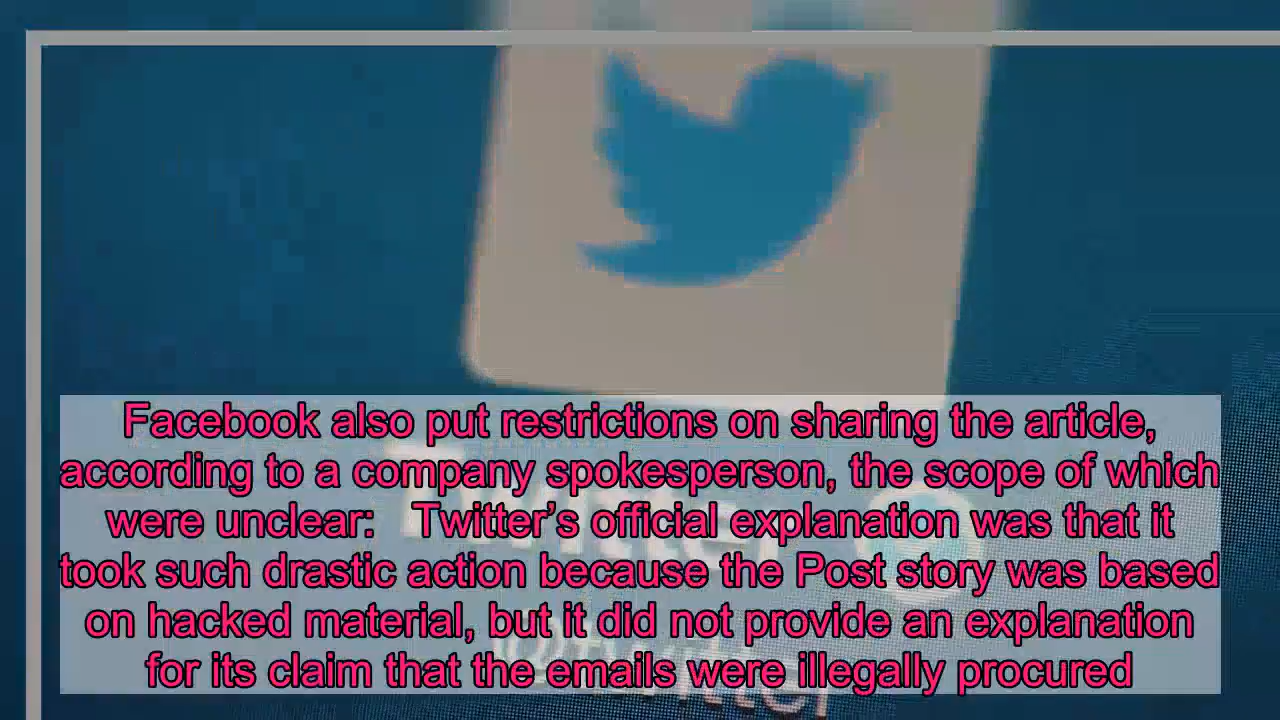 Facebook also put restrictions on sharing the article,
according to a company spokesperson, the scope of which
were unclear: Twitter’s official explanation was that it
took such drastic action because the Post story was based
on hacked material, but it did not provide an explanation
for its claim that the emails were illegally procured
Twitter
@twitter